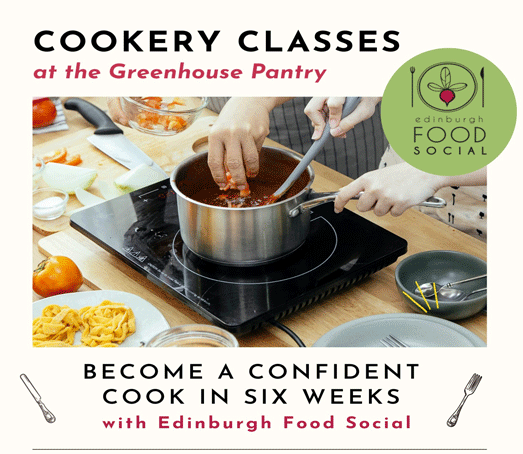 COOKERY CLASSES
at the Greenhouse Pantry
edinburgh
FOOD
SOCIAL
BECOME A CONFIDENT
COOK IN SIX WEEKS
with Edinburgh Food Social